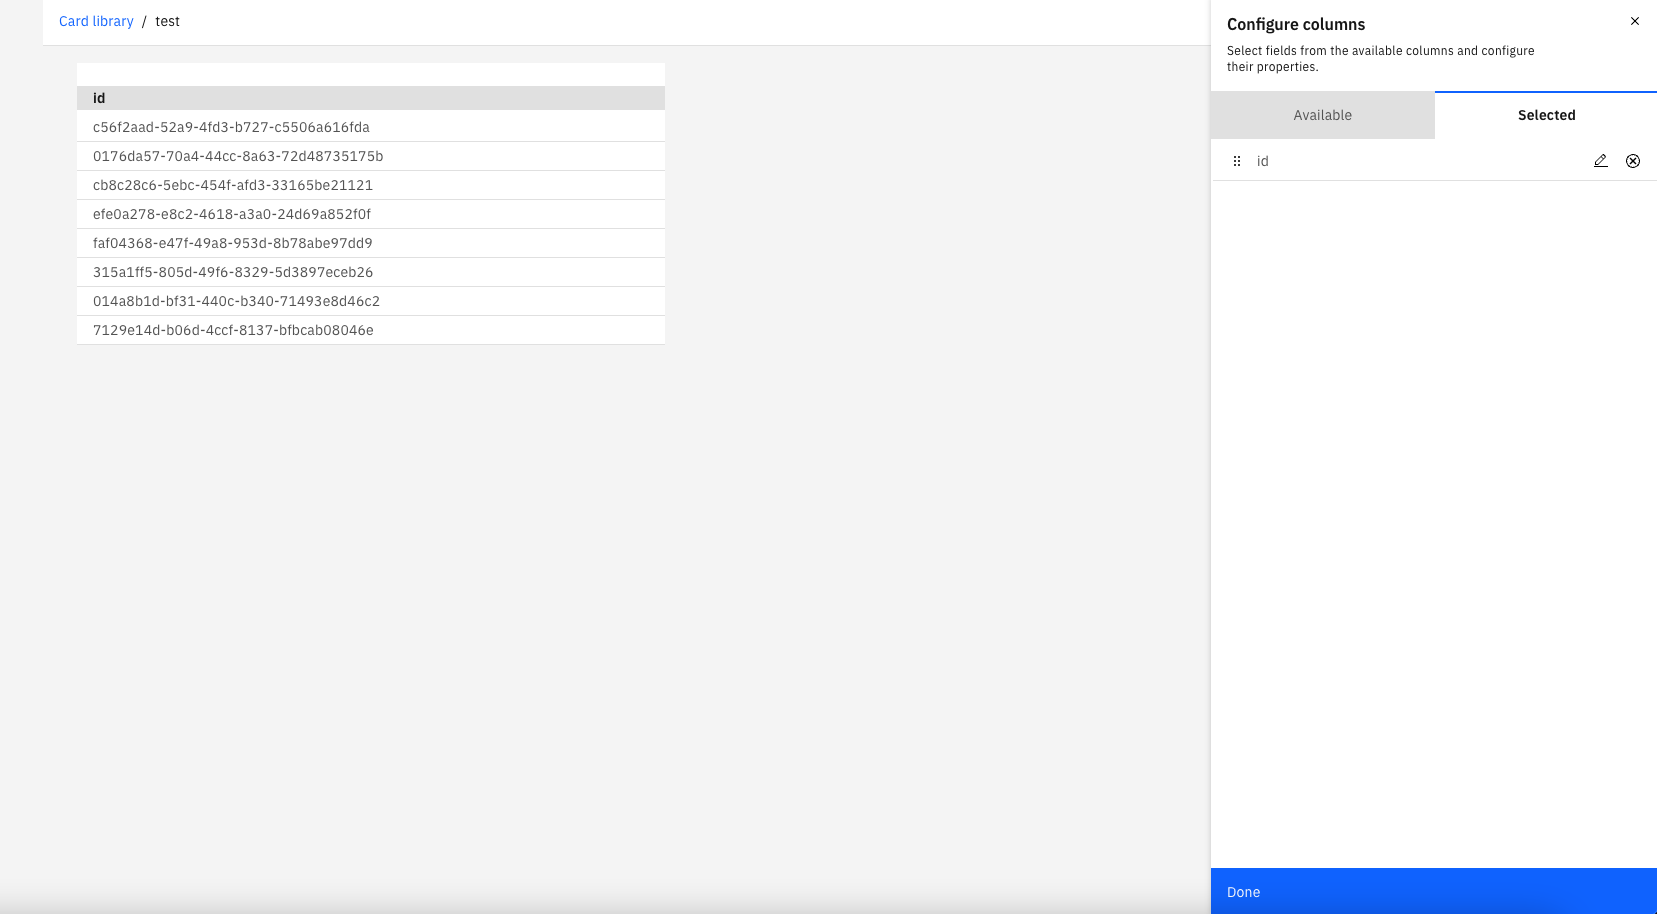 Card library / test
id
c56f2aad-52a9-4fd3-b727-c5506a616fda
0176da57-70a4-44cc-8a63-72d48735175b
cb8c28c6-5ebc-454f-afd3-33165be21121
efe0a278-e8c2-4618-a3a0-24d69a852f0f
faf04368-e47f-49a8-953d-8b78abe97dd9
315a1ff5-805d-49f6-8329-5d3897eceb26
014a8b1d-bf31-440c-b340-71493e8d46c2
7129e14d-b06d-4ccf-8137-bfbcab08046e
Configure columns
Select fields from the available columns and configure
their properties.
Available
Selected
id
Done